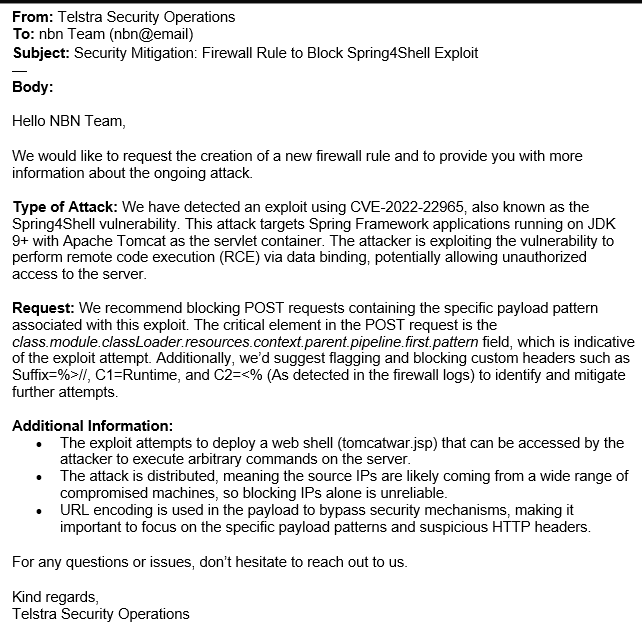 From: Telstra Security Operations
To: nbn Team (nbn@email)
Subject: Security Mitigation: Firewall Rule to Block Spring4Shell Exploit
—
Body:
Hello NBN Team,
We would like to request the creation of a new firewall rule and to provide you with more
information about the ongoing attack.
Type of Attack: We have detected an exploit using CVE-2022-22965, also known as the
Spring4Shell vulnerability. This attack targets Spring Framework applications running on JDK
9+ with Apache Tomcat as the servlet container. The attacker is exploiting the vulnerability to
perform remote code execution (RCE) via data binding, potentially allowing unauthorized
access to the server.
Request: We recommend blocking POST requests containing the specific payload pattern
associated with this exploit. The critical element in the POST request is the
class.module.classLoader.resources.context.parent.pipeline.first.pattern field, which is indicative
of the exploit attempt. Additionally, we'd suggest flagging and blocking custom headers such as
Suffix=%>//, C1=Runtime, and C2=<% (As detected in the firewall logs) to identify and mitigate
further attempts.
Additional Information:
• The exploit attempts to deploy a web shell (tomcatwar.jsp) that can be accessed by the
attacker to execute arbitrary commands on the server.
• The attack is distributed, meaning the source IPs are likely coming from a wide range of
compromised machines, so blocking IPs alone is unreliable.
• URL encoding is used in the payload to bypass security mechanisms, making it
important to focus on the specific payload patterns and suspicious HTTP headers.
For any questions or issues, don't hesitate to reach out to us.
Kind regards,
Telstra Security Operations